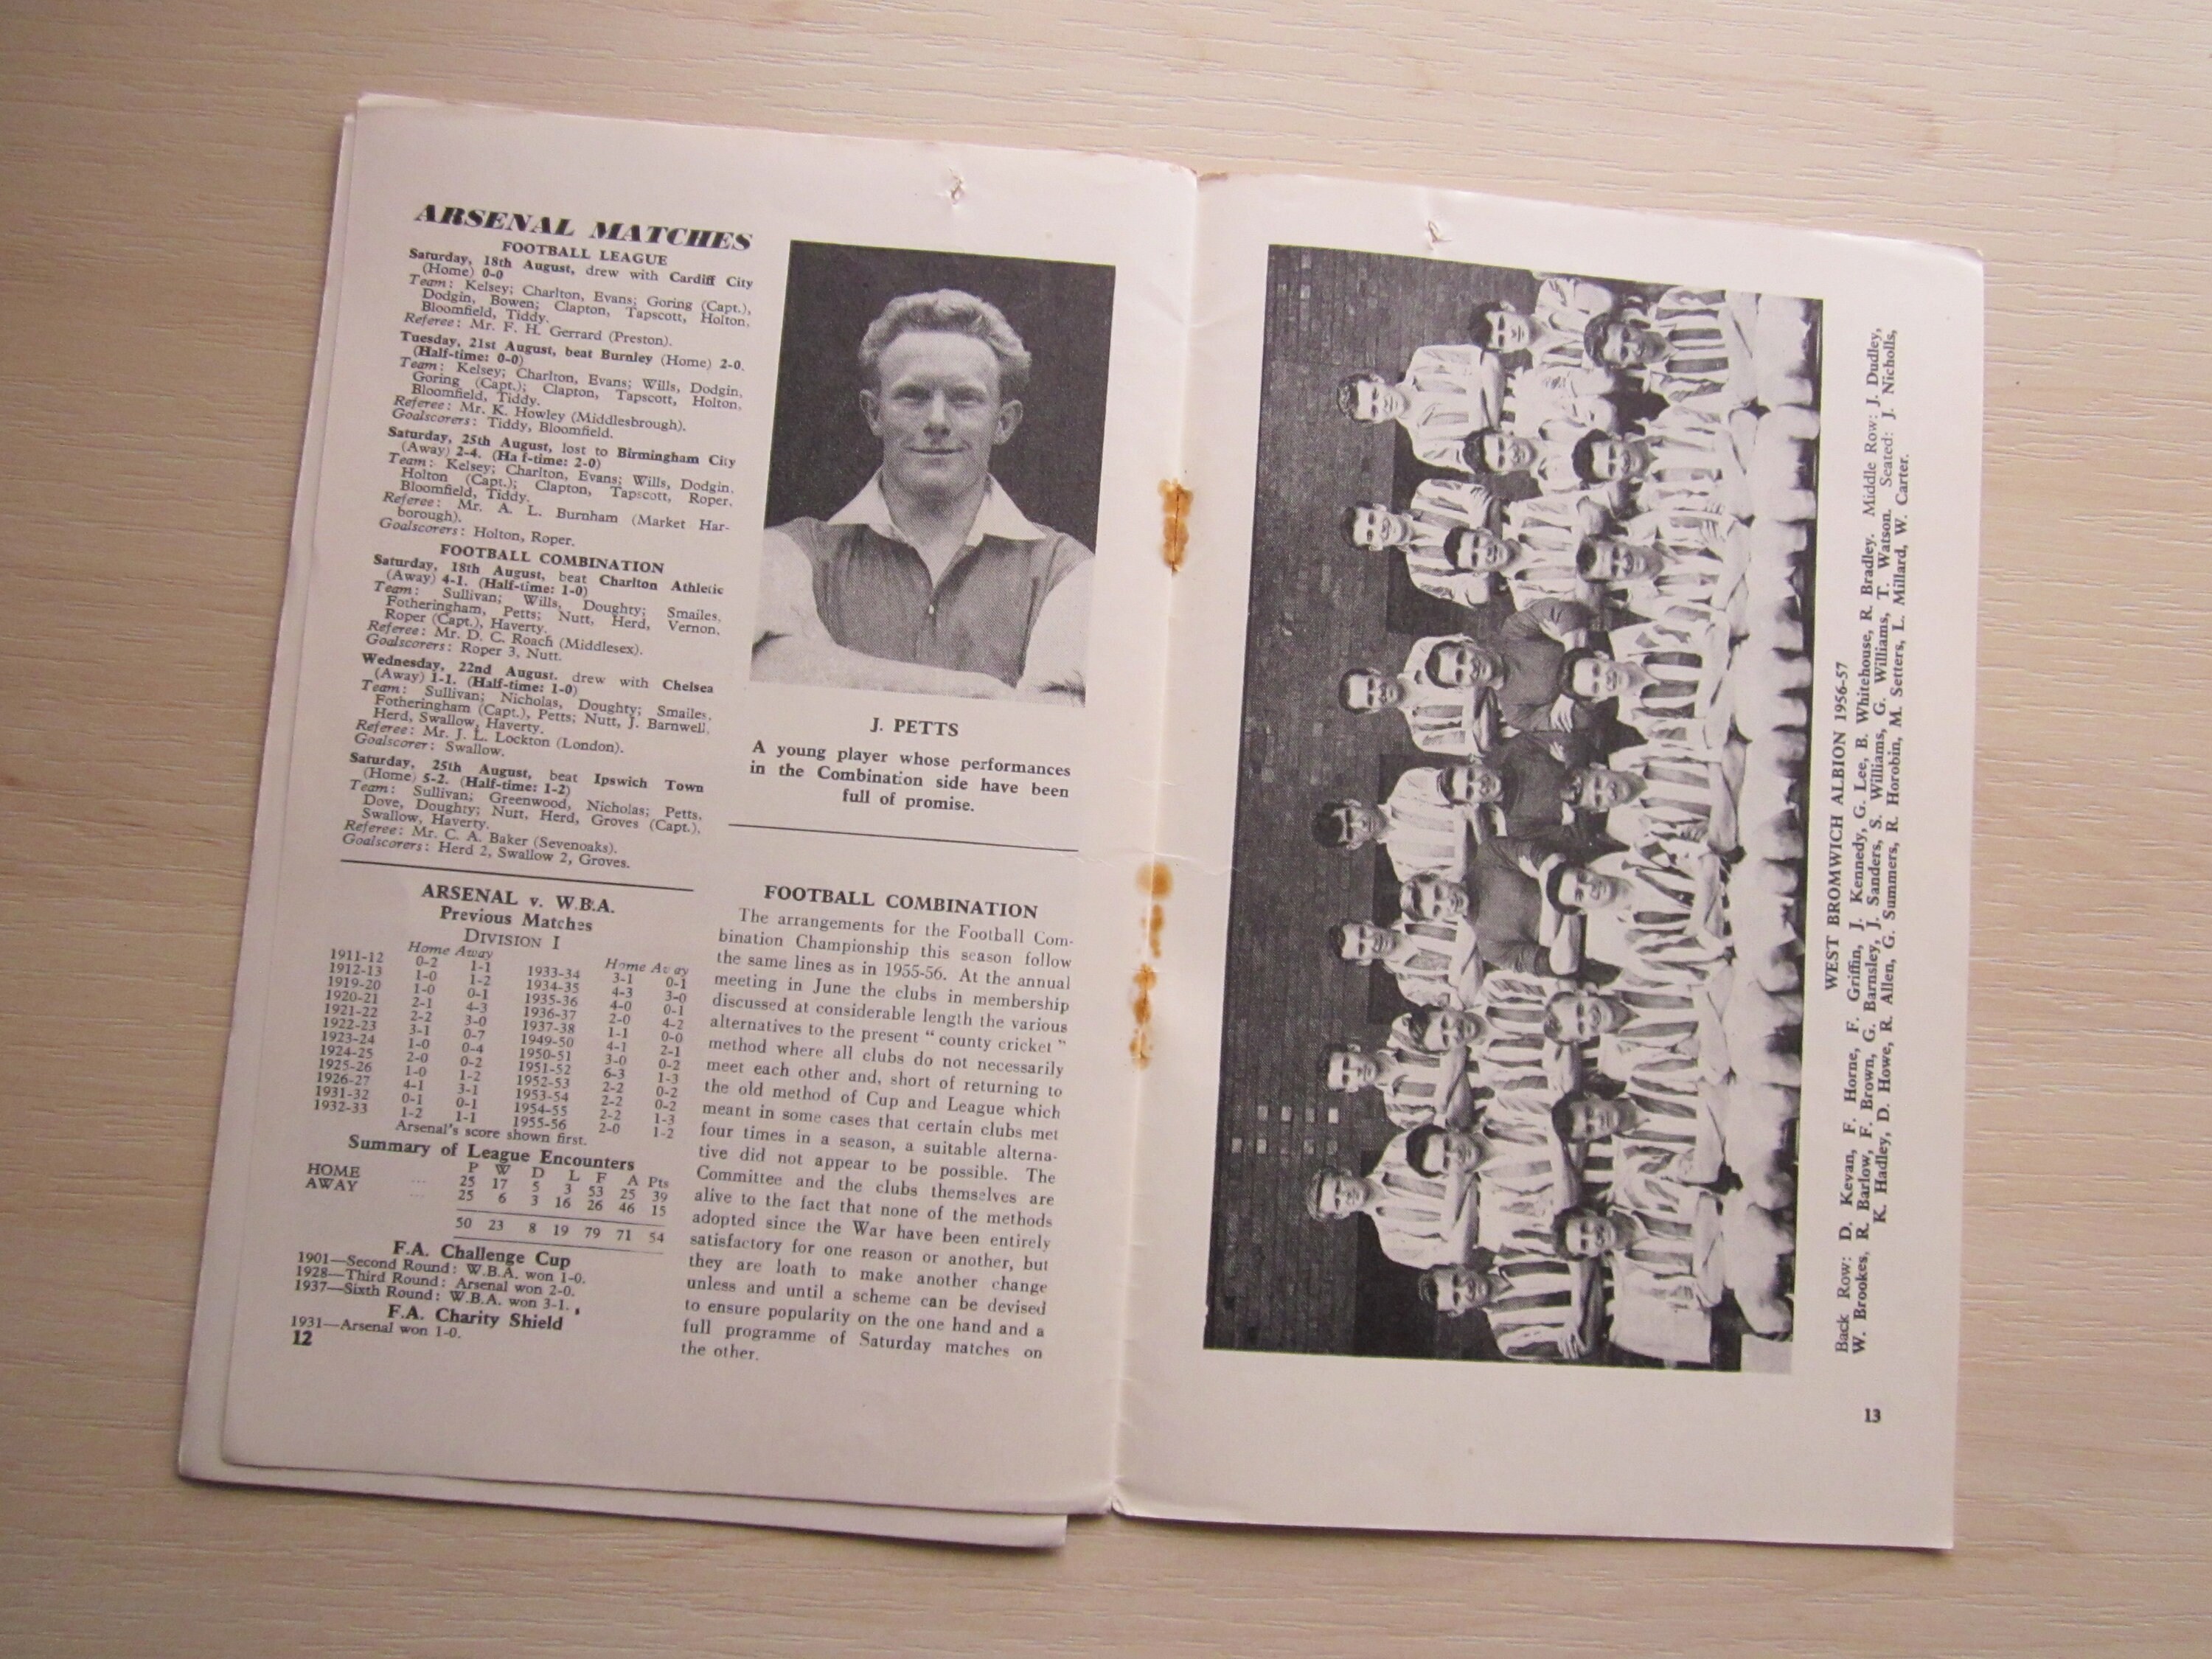 ARSENAL MATCHES
FOOTBALL LEAGUE
Saturday, 18th August, drew with Cardiff City
(Home) 0-0
Team: Kelsey; Charlton, Evans; Goring (Capt.),
Dodgin, Bowen; Clapton, Tapscott, Holton,
Bloomfield, Tiddy.
Referee: Mr. F. H. Gerrard (Preston).
Tuesday, 21st August, beat Burnley (Home) 2-0.
(Half-time: 0-0)
Team: Kelsey; Charlton, Evans; Wills, Dodgin,
Goring (Capt.); Clapton, Tapscott, Holton,
Bloomfield, Tiddy.
Referee: Mr. K. Howley (Middlesbrough).
Goalscorers: Tiddy, Bloomfield.
Saturday, 25th August, lost to Birmingham City
(Away) 2-4. (Ha f-time: 2-0)
Team: Kelsey; Charlton, Evans; Wills, Dodgin,
Holton (Capt.); Clapton, Tapscott, Roper,
Bloomfield, Tiddy.
Referee: Mr. A. L. Burnham (Market Har-
borough).
Goalscorers: Holton, Roper.
FOOTBALL COMBINATION
Saturday, 18th August, beat Charlton Athletic
(Away) 4-1. (Half-time: 1-0)
Team: Sullivan; Wills, Doughty; Smailes,
Fotheringham, Petts; Nutt, Herd, Vernon,
Roper (Capt.), Haverty.
Referee: Mr. D. C. Roach (Middlesex).
Goalscorers: Roper 3, Nutt.
Wednesday, 22nd August, drew with Chelsea
(Away) 1-1. (Half-time: 1-0)
Team: Sullivan; Nicholas, Doughty; Smailes,
Fotheringham (Capt.), Petts; Nutt, J. Barnwell,
Herd, Swallow, Haverty.
Referee: Mr. J. L. Lockton (London).
Goalscorer: Swallow.
Saturday, 25th August, beat Ipswich Town
(Home) 5-2. (Half-time: 1-2)
Team: Sullivan; Greenwood, Nicholas; Petts,
Dove, Doughty; Nutt, Herd, Groves (Capt.),
Swallow, Haverty.
Referee: Mr. C. A. Baker (Sevenoaks).
Goalscorers: Herd 2, Swallow 2, Groves.
ARSENAL v. W.B.A.
Previous Matches
DIVISION I
Home Away Home Away
1911-12 0-2 1-1 1933-34 3-1 0-1
1912-13 1-0 1-2 1934-35 4-3 3-0
1919-20 1-0 0-1 1935-36 4-0 0-1
1920-21 2-1 4-3 1936-37 2-0 4-2
1921-22 2-2 3-0 1937-38 1-1 0-0
1922-23 3-1 0-7 1949-50 4-1 2-1
1923-24 1-0 0-4 1950-51 3-0 0-2
1924-25 2-0 0-2 1951-52 6-3 1-3
1925-26 1-0 1-2 1952-53 2-2 0-2
1926-27 4-1 3-1 1953-54 2-2 0-2
1931-32 0-1 0-1 1954-55 2-2 1-3
1932-33 1-2 1-1 1955-56 2-0 1-2
Arsenal's score shown first.
Summary of League Encounters
P W D L F A Pts
HOME ... 25 17 5 3 53 25 39
AWAY ... 25 6 3 16 26 46 15
50 23 8 19 79 71 54
F.A. Challenge Cup
1901—Second Round: W.B.A. won 1-0.
1928—Third Round: Arsenal won 2-0.
1937—Sixth Round: W.B.A. won 3-1.
F.A. Charity Shield
1931—Arsenal won 1-0.
12
J. PETTS
A young player whose performances
in the Combination side have been
full of promise.
FOOTBALL COMBINATION
The arrangements for the Football Com-
bination Championship this season follow
the same lines as in 1955-56. At the annual
meeting in June the clubs in membership
discussed at considerable length the various
alternatives to the present " county cricket "
method where all clubs do not necessarily
meet each other and, short of returning to
the old method of Cup and League which
meant in some cases that certain clubs met
four times in a season, a suitable alterna-
tive did not appear to be possible. The
Committee and the clubs themselves are
alive to the fact that none of the methods
adopted since the War have been entirely
satisfactory for one reason or another, but
they are loath to make another change
unless and until a scheme can be devised
to ensure popularity on the one hand and a
full programme of Saturday matches on
the other.
WEST BROMWICH ALBION 1956-57
Back Row: D. Kevan, F. Horne, F. Griffin, J. Kennedy, G. Lee, B. Whitehouse, R. Bradley. Middle Row: J. Dudley,
W. Brookes, R. Barlow, F. Brown, G. Barnsley, J. Sanders, S. Williams, G. Williams, T. Watson. Seated: J. Nicholls,
K. Hadley, D. Howe, R. Allen, G. Summers, R. Horobin, M. Setters, L. Millard, W. Carter.
13